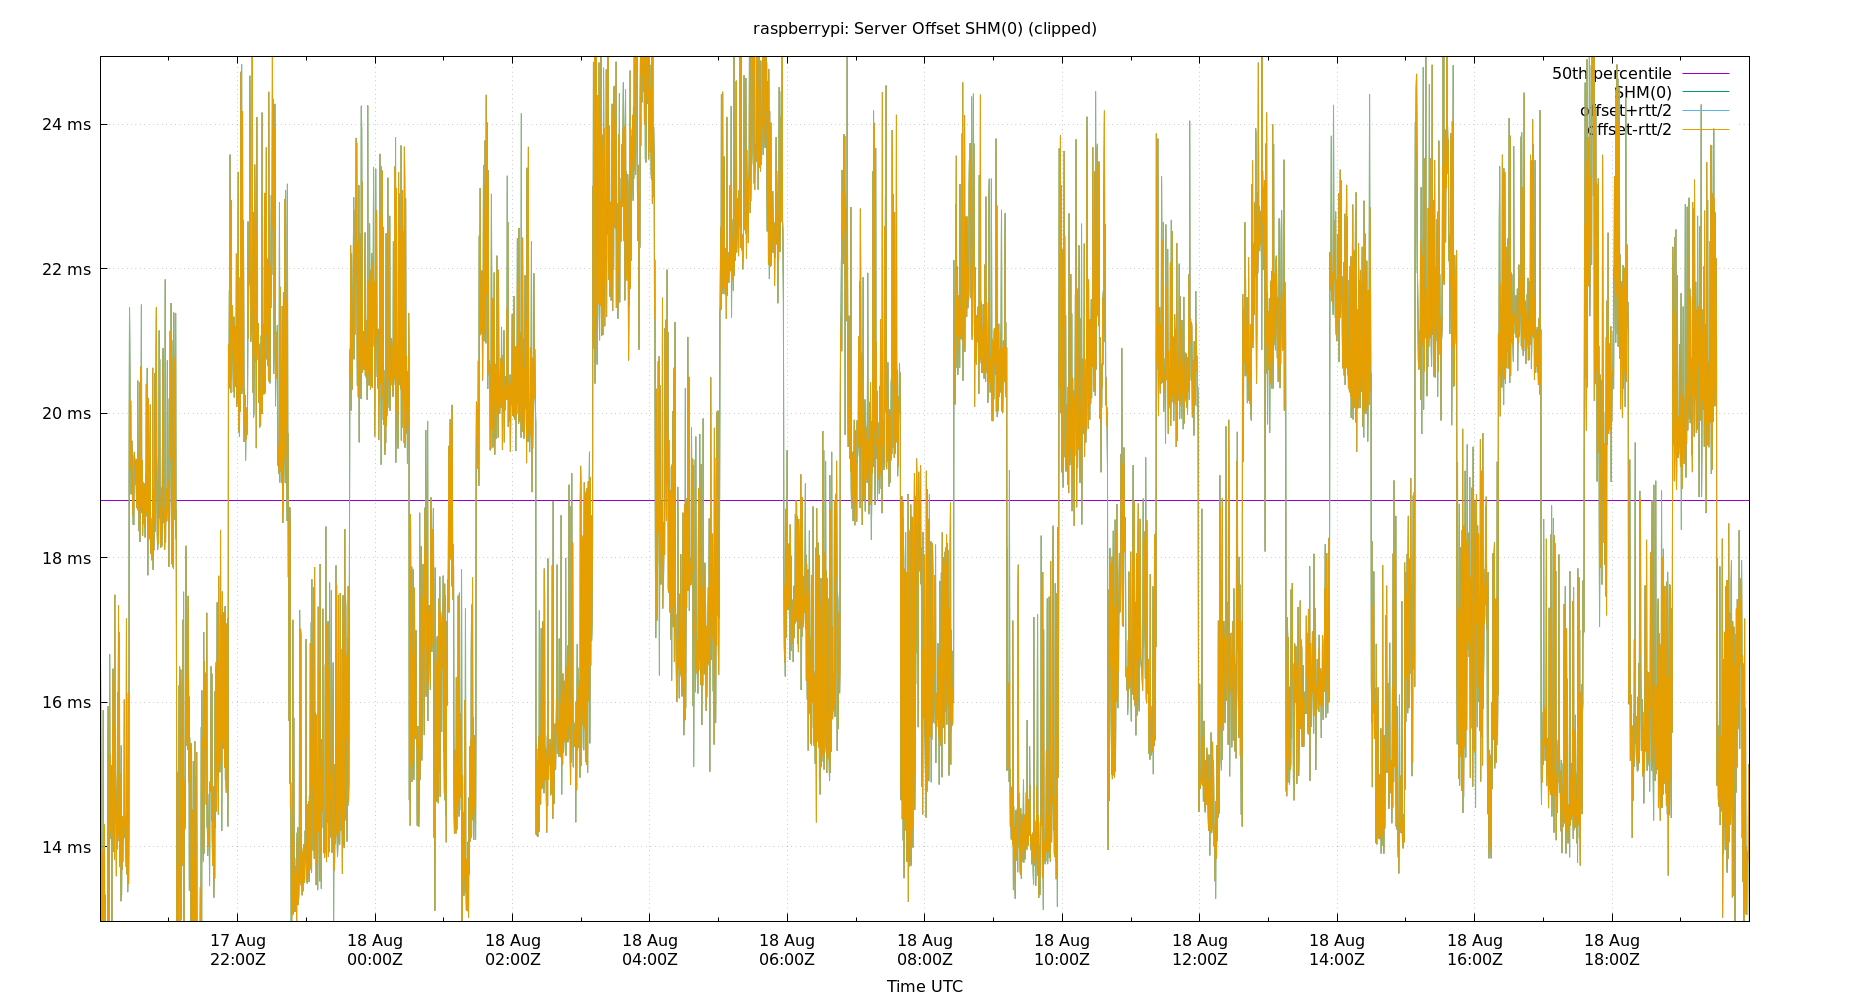 raspberrypi: Server Offset SHM(0) (clipped)
50th percentile
SHM(0)
offset+rtt/2
offset-rtt/2
24 ms
22 ms
20 ms
18 ms
16 ms
14 ms
17 Aug 18 Aug 18 Aug 18 Aug 18 Aug 18 Aug 18 Aug 18 Aug 18 Aug 18 Aug 18 Aug
22:00Z 00:00Z 02:00Z 04:00Z 06:00Z 08:00Z 10:00Z 12:00Z 14:00Z 16:00Z 18:00Z
Time UTC